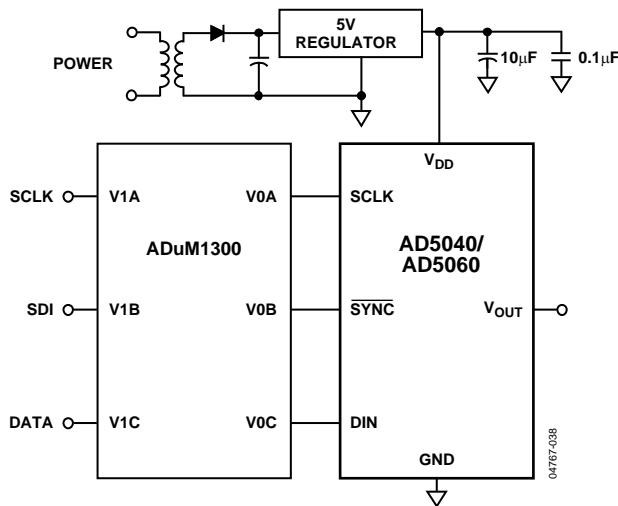 5V
REGULATOR
POWER
10µF
0.1µF
VDD
SCLK
V1A
V0A
SCLK
ADuM1300
AD5040/
AD5060
SDI
V1B
V0B
SYNC
VOUT
DATA
V1C
V0C
DIN
GND
04767-038